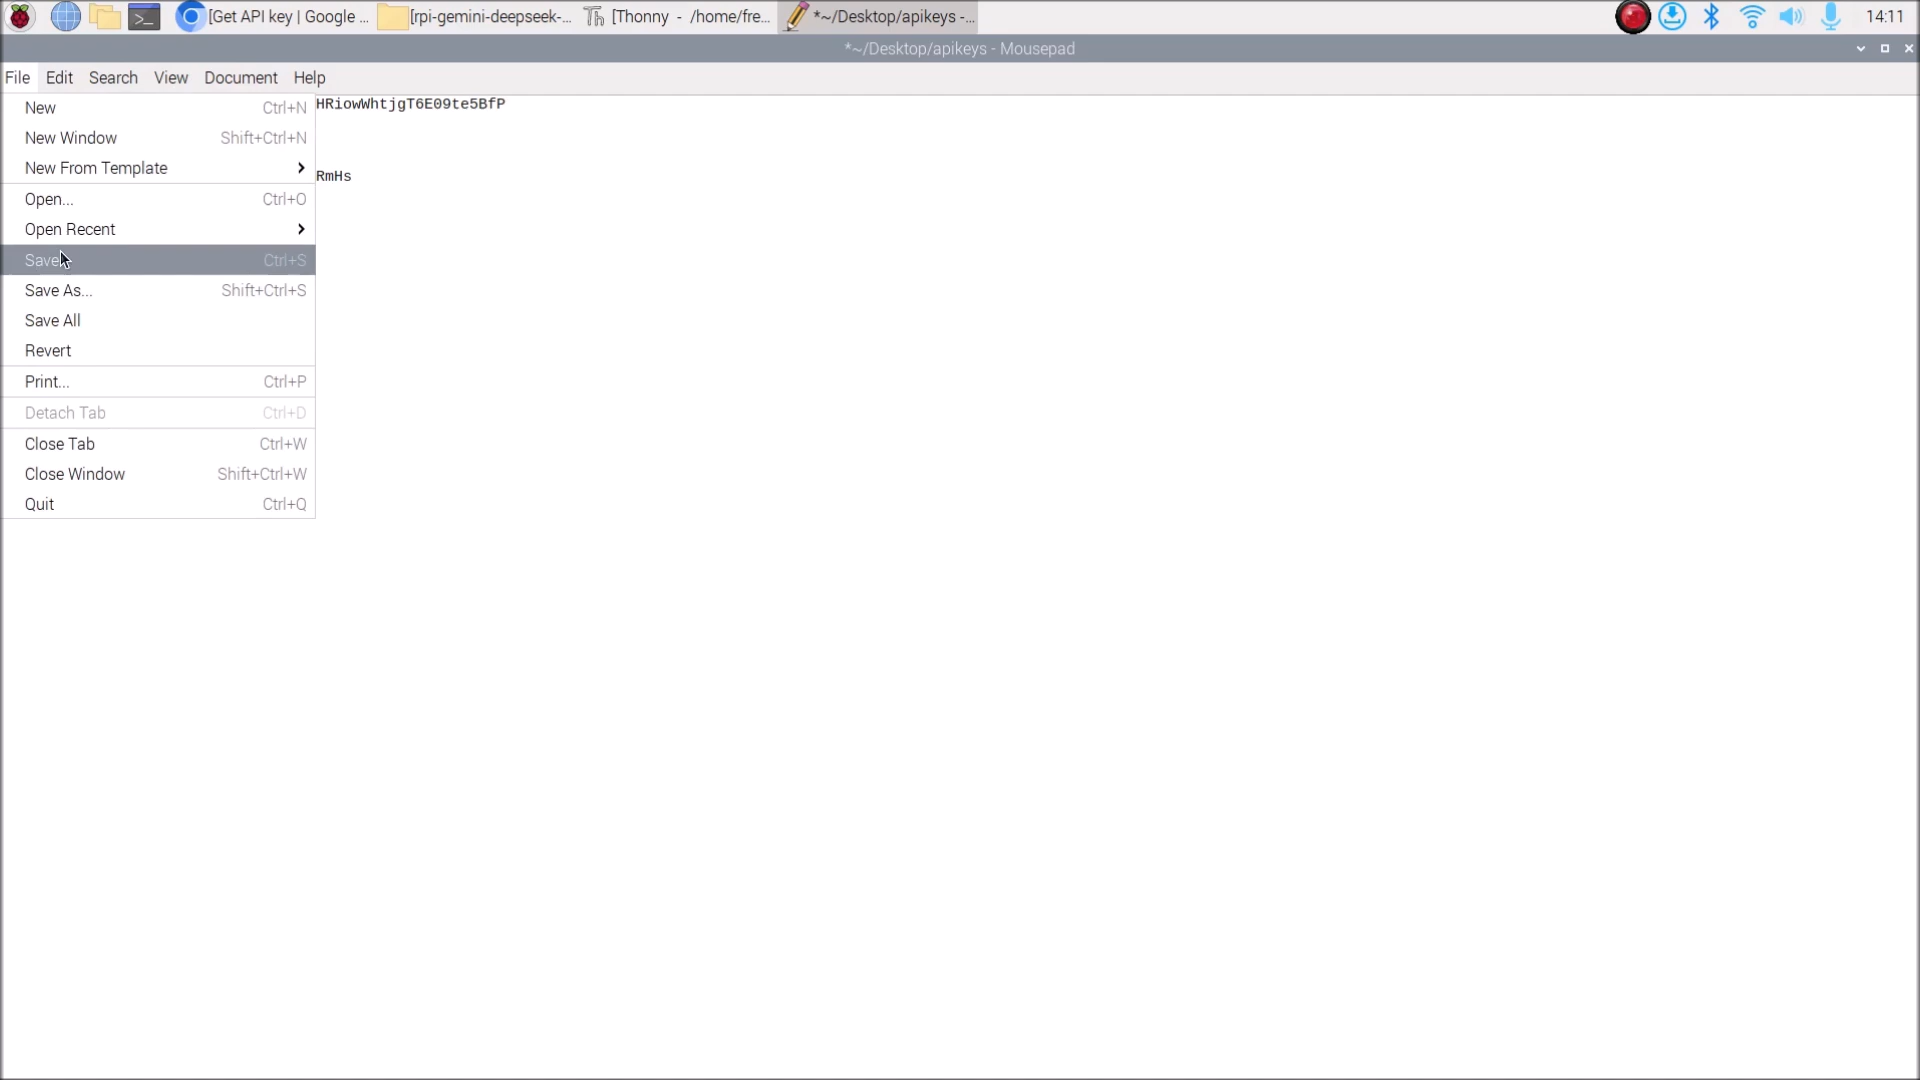 [Get API key | Google ...
[rpi-gemini-deepseek-...
[Thonny - /home/fre...
*~/Desktop/apikeys -...
14:11
*~/Desktop/apikeys - Mousepad
File Edit Search View Document Help
New Ctrl+N
HRiowWhtjgT6E09te5BfP
New Window Shift+Ctrl+N
New From Template
RmHs
Open... Ctrl+O
Open Recent
Save Ctrl+S
Save As... Shift+Ctrl+S
Save All
Revert
Print... Ctrl+P
Detach Tab Ctrl+D
Close Tab Ctrl+W
Close Window Shift+Ctrl+W
Quit Ctrl+Q